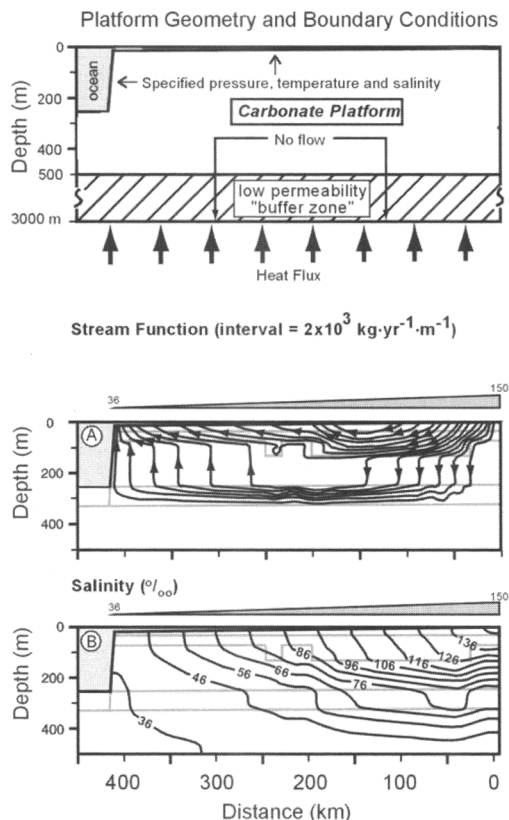 Platform Geometry and Boundary Conditions
0
200
400
500
3000 m
Depth (m)
ocean
Specified pressure, temperature and salinity
Carbonate Platform
No flow
low permeability
"buffer zone"
Heat Flux
Stream Function (interval = 2x10³ kg·yr⁻¹·m⁻¹)
36
150
0
200
400
Depth (m)
A
Salinity (o/oo)
36
150
0
200
400
Depth (m)
B
36
46
56
66
76
86
96
106
116
126
136
400
300
200
100
0
Distance (km)